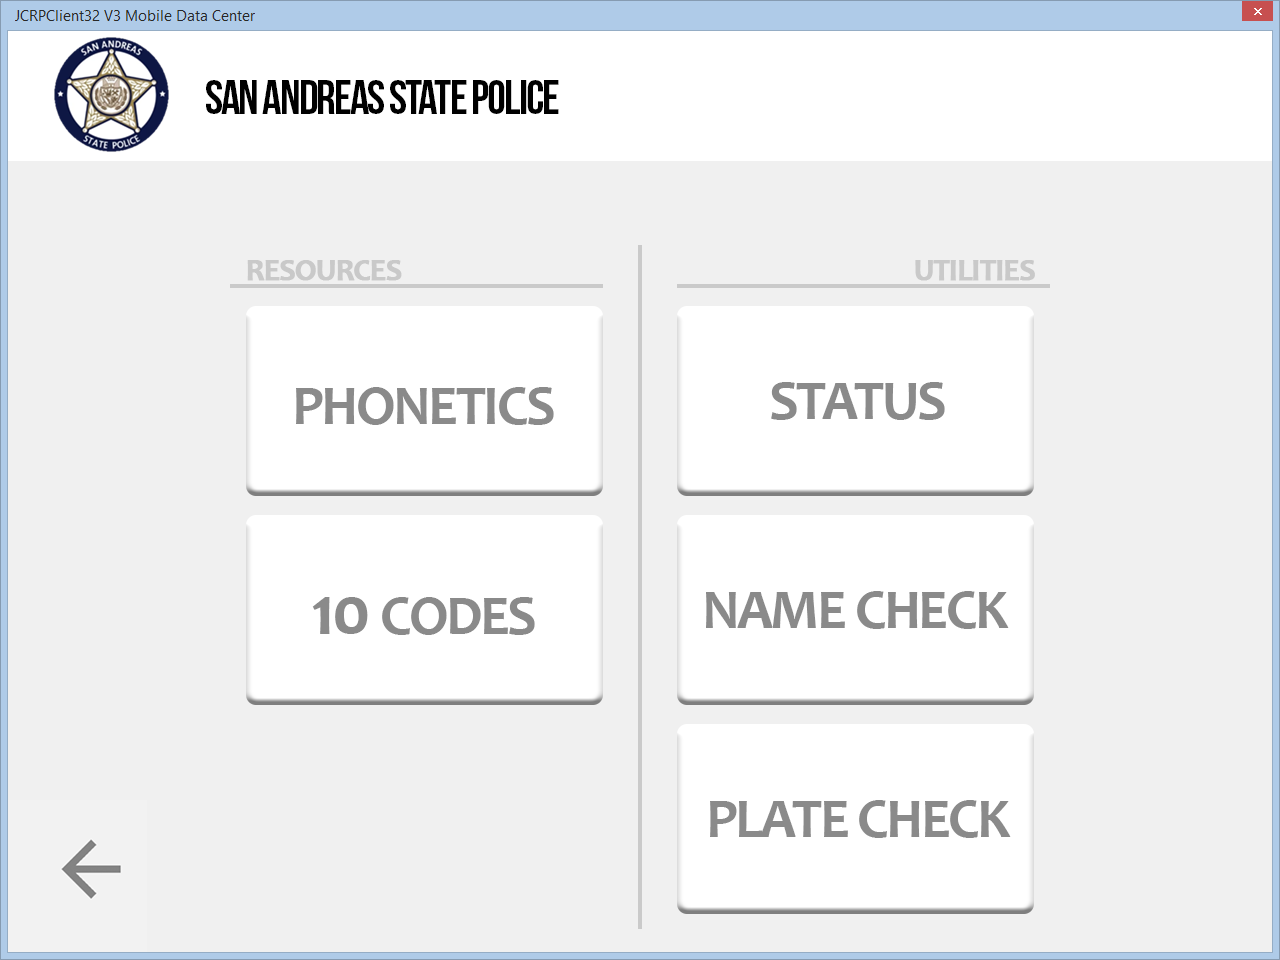 JCRPClient32 V3 Mobile Data Center
SAN ANDREAS
STATE POLICE
SAN ANDREAS STATE POLICE
RESOURCES
UTILITIES
PHONETICS
STATUS
10 CODES
NAME CHECK
PLATE CHECK